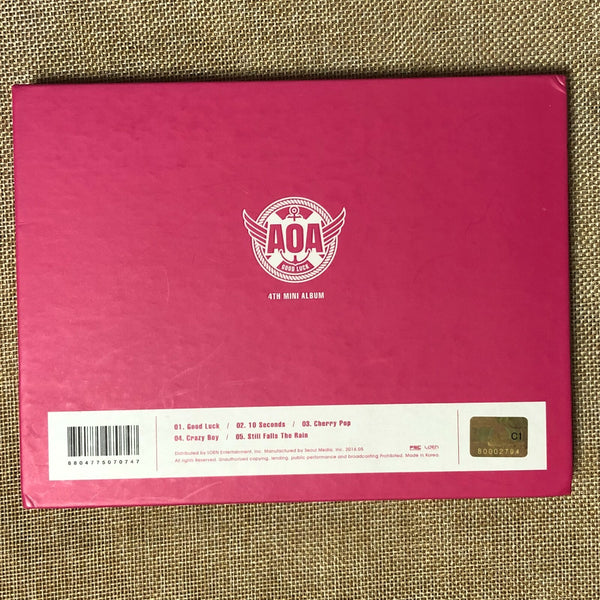 AOA
GOOD LUCK
4TH MINI ALBUM
01. Good Luck / 02. 10 Seconds / 03. Cherry Pop
04. Crazy Boy / 05. Still Falls The Rain
Distributed by LOEN Entertainment, Inc. Manufactured by Seoul Media, Inc. 2016.05
All rights Reserved. Unauthorized copying, lending, public performance and broadcasting Prohibited. Made in Korea.
FNC LOEN
C1
80002794
8804775070747